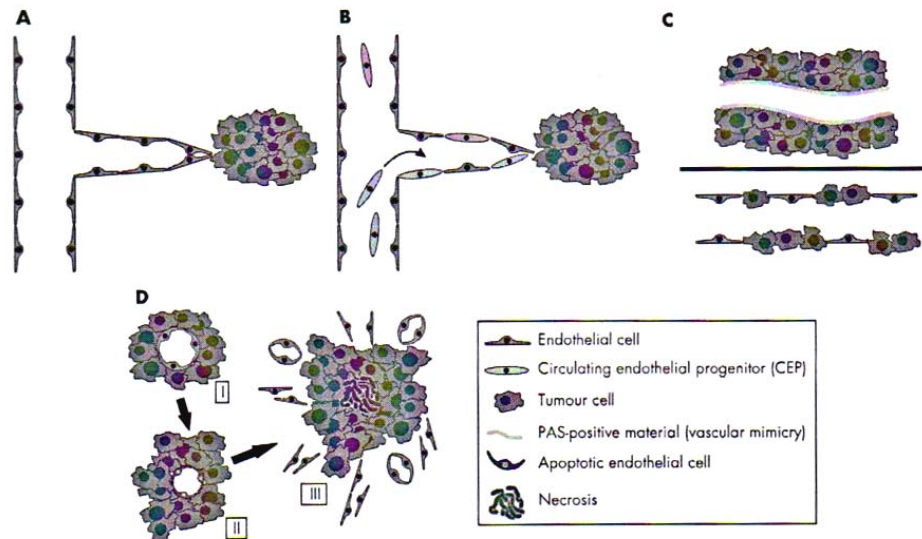 A
B
C
D
I
II
III
Endothelial cell
Circulating endothelial progenitor (CEP)
Tumour cell
PAS-positive material (vascular mimicry)
Apoptotic endothelial cell
Necrosis